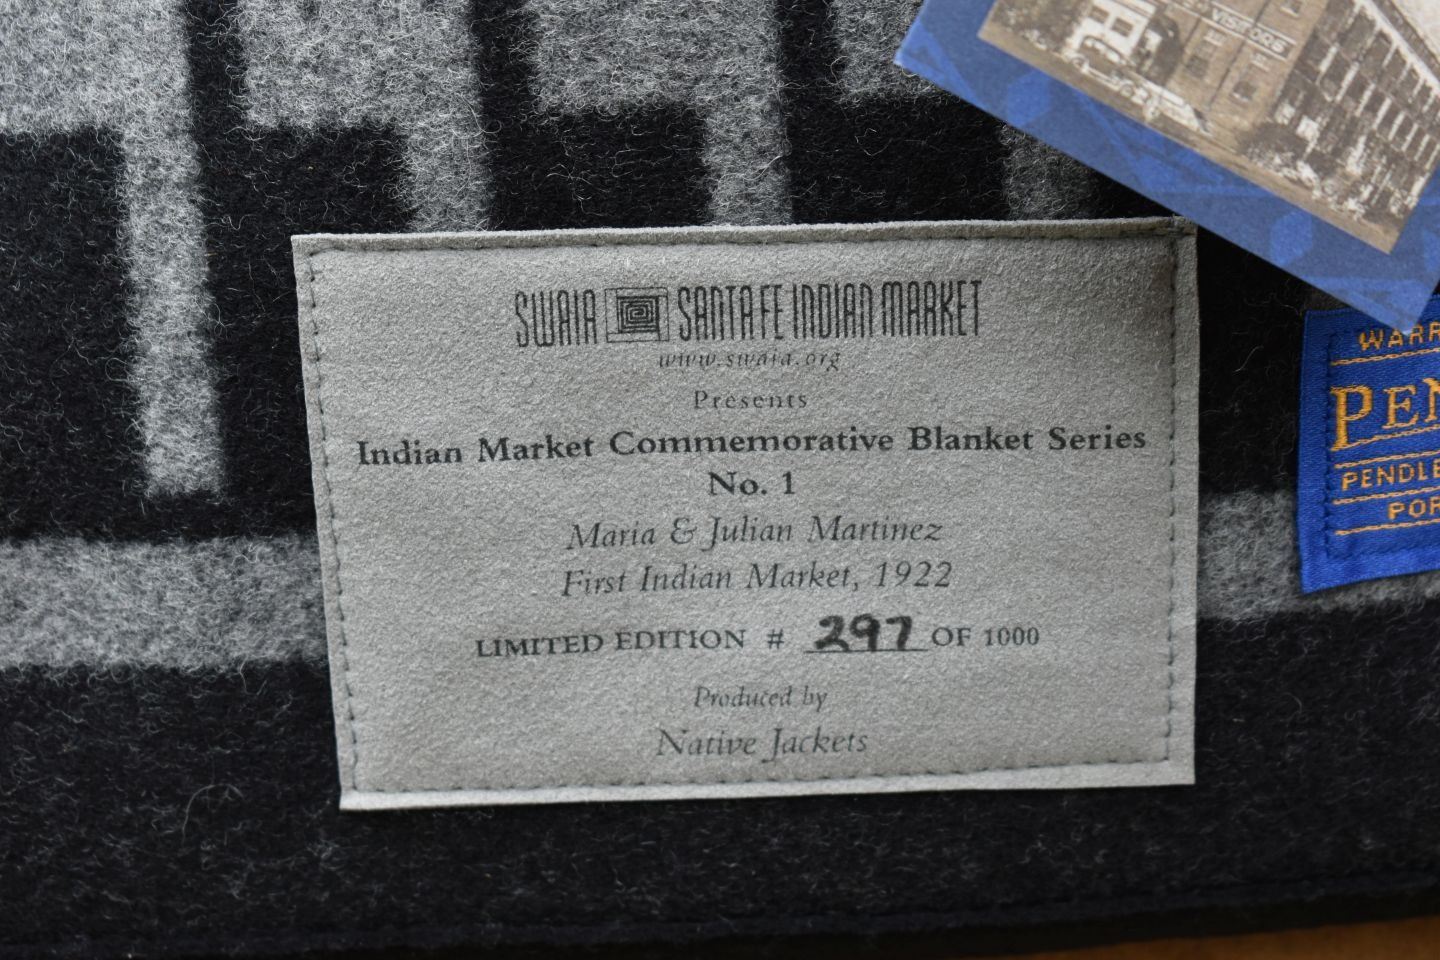 VISITORS
SWAIA SANTA FE INDIAN MARKET
www.swaia.org
Presents
Indian Market Commemorative Blanket Series
No. 1
Maria & Julian Martinez
First Indian Market, 1922
LIMITED EDITION # 297 OF 1000
Produced by
Native Jackets
WARR
PEN
PENDLE
POR